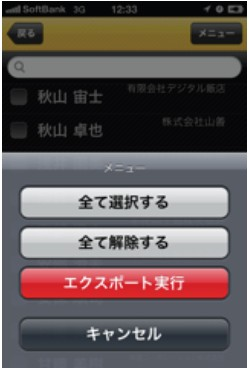 SoftBank 3G 12:33
戻る メニュー
秋山 宙士 有限会社デジタル飯店
秋山 卓也 株式会社山善
メニュー
全て選択する
全て解除する
エクスポート実行
キャンセル